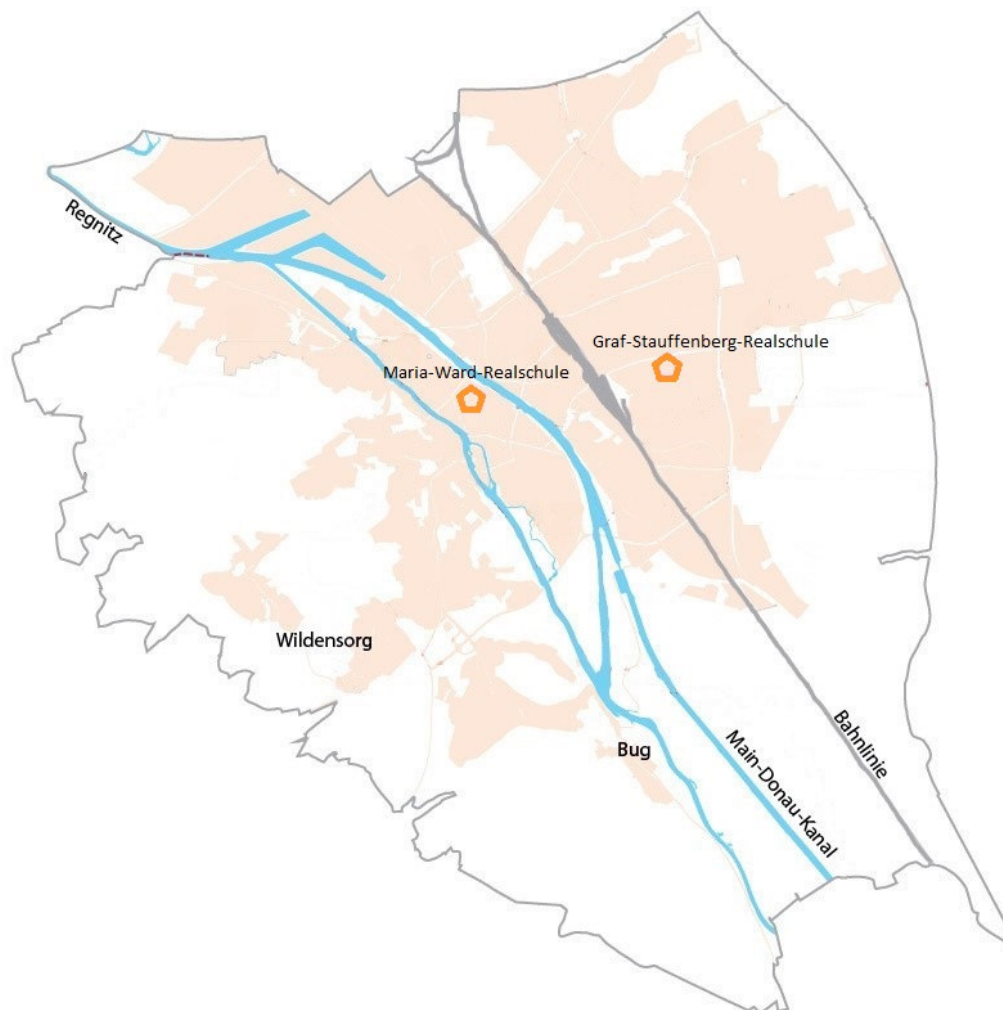 Regnitz
Graf-Stauffenberg-Realschule
Maria-Ward-Realschule
Wildensorg
Bug
Main-Donau-Kanal
Bahnlinie